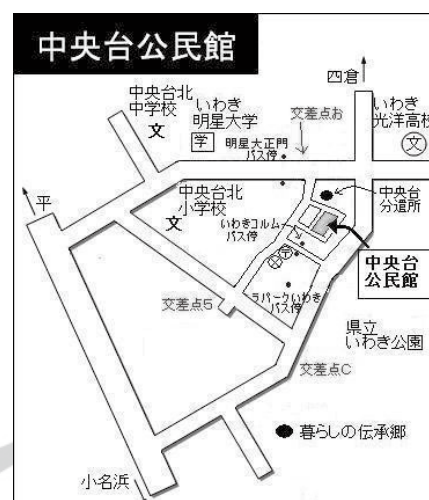 中央台公民館
四倉
中央台北
中学校
文
いわき
明星大学
学
交差点お
いわき
光洋高校
文
明星大正門
バス停
平
中央台北
小学校
文
中央台
分遣所
いわきコルム
バス停
中央台
公民館
ラパークいわき
バス停
交差点5
県立
いわき公園
交差点C
暮らしの伝承郷
小名浜